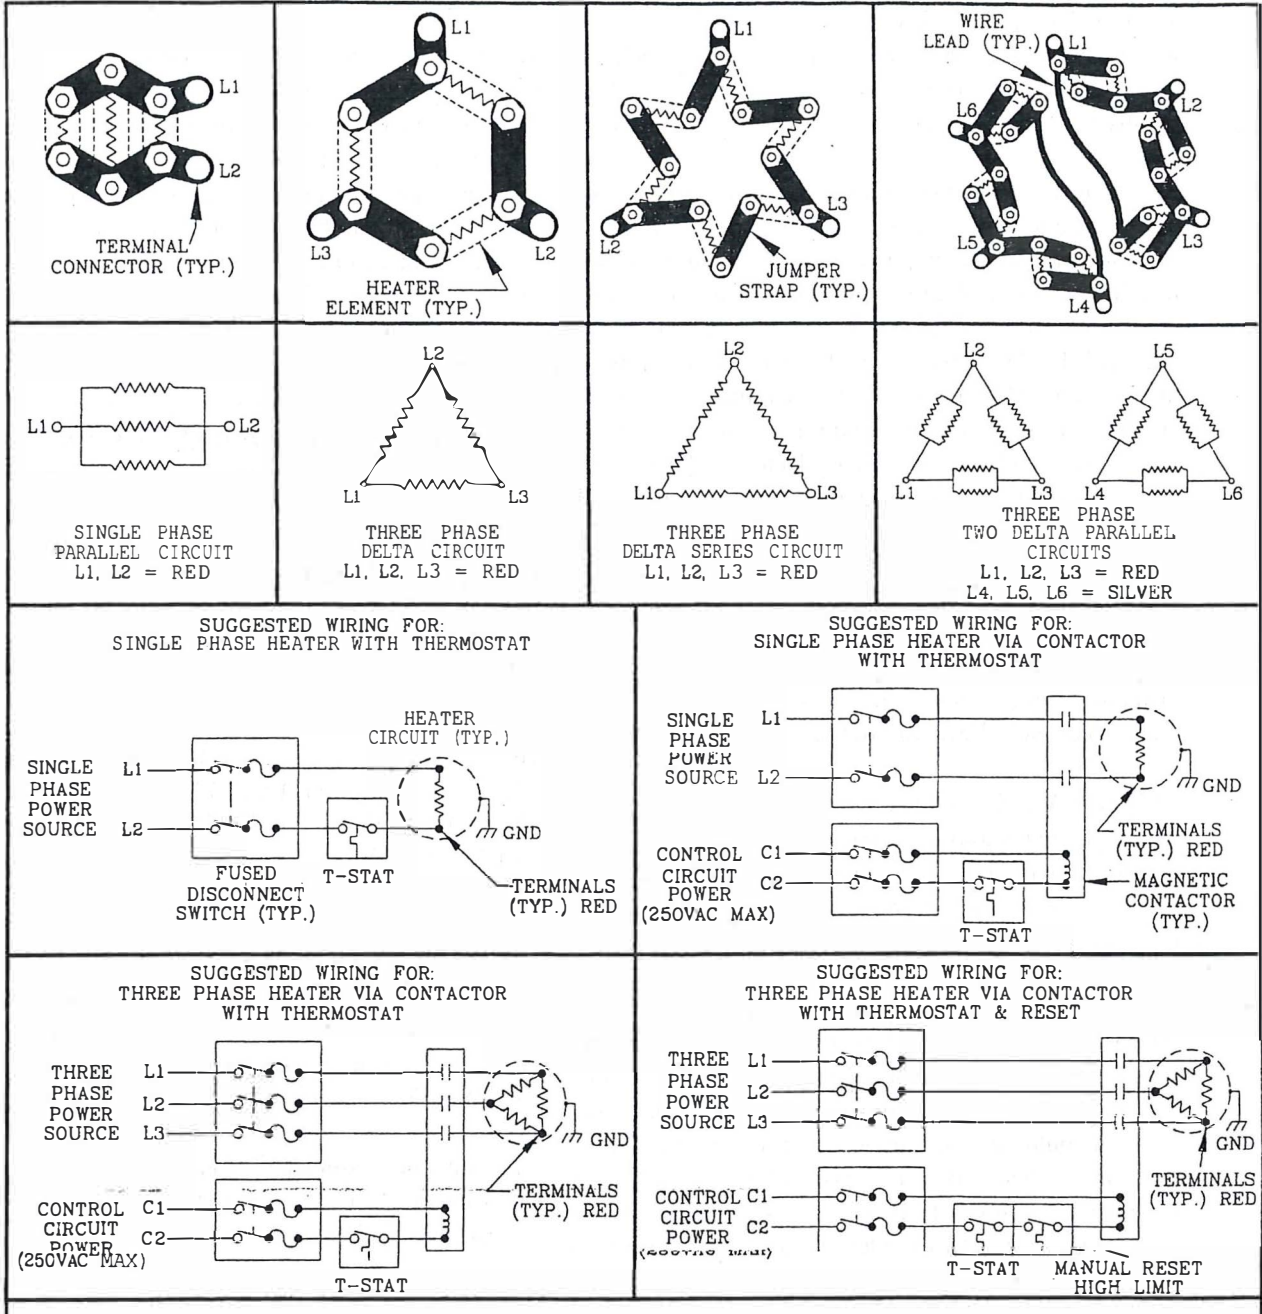 L1
L2
TERMINAL
CONNECTOR (TYP.)
L1
L3
L2
HEATER
ELEMENT (TYP.)
L1
L3
L2
JUMPER
STRAP (TYP.)
WIRE
LEAD (TYP.)
L1
L2
L6
L5
L3
L4
L1
L2
SINGLE PHASE
PARALLEL CIRCUIT
L1, L2 = RED
L2
L1
L3
THREE PHASE
DELTA CIRCUIT
L1, L2, L3 = RED
L2
L1
L3
THREE PHASE
DELTA SERIES CIRCUIT
L1, L2, L3 = RED
L2
L5
L1
L3
L4
L6
THREE PHASE
TWO DELTA PARALLEL
CIRCUITS
L1, L2, L3 = RED
L4, L5, L6 = SILVER
SUGGESTED WIRING FOR:
SINGLE PHASE HEATER WITH THERMOSTAT
HEATER
CIRCUIT (TYP.)
SINGLE
PHASE
POWER
SOURCE
L1
L2
GND
FUSED
DISCONNECT
SWITCH (TYP.)
T-STAT
TERMINALS
(TYP.) RED
SUGGESTED WIRING FOR:
SINGLE PHASE HEATER VIA CONTACTOR
WITH THERMOSTAT
SINGLE
PHASE
POWER
SOURCE
L1
L2
GND
TERMINALS
(TYP.) RED
CONTROL
CIRCUIT
POWER
(250VAC MAX)
C1
C2
MAGNETIC
CONTACTOR
(TYP.)
T-STAT
SUGGESTED WIRING FOR:
THREE PHASE HEATER VIA CONTACTOR
WITH THERMOSTAT
THREE
PHASE
POWER
SOURCE
L1
L2
L3
GND
TERMINALS
(TYP.) RED
CONTROL
CIRCUIT
POWER
(250VAC MAX)
C1
C2
T-STAT
SUGGESTED WIRING FOR:
THREE PHASE HEATER VIA CONTACTOR
WITH THERMOSTAT & RESET
THREE
PHASE
POWER
SOURCE
L1
L2
L3
GND
TERMINALS
(TYP.) RED
CONTROL
CIRCUIT
POWER
C1
C2
T-STAT
MANUAL RESET
HIGH LIMIT